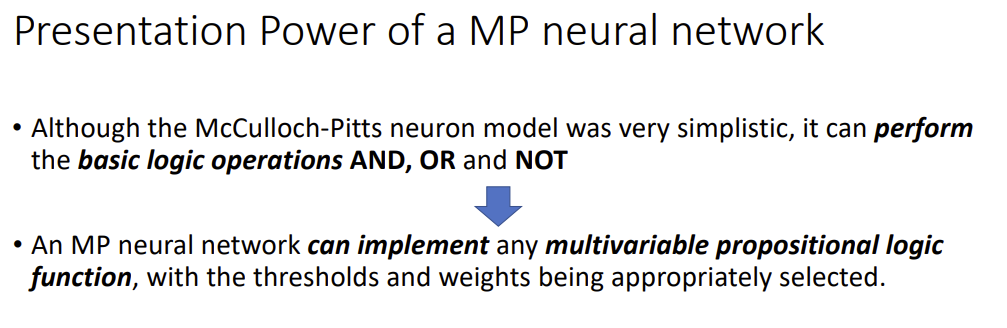 Presentation Power of a MP neural network
• Although the McCulloch-Pitts neuron model was very simplistic, it can perform
the basic logic operations AND, OR and NOT
• An MP neural network can implement any multivariable propositional logic
function, with the thresholds and weights being appropriately selected.